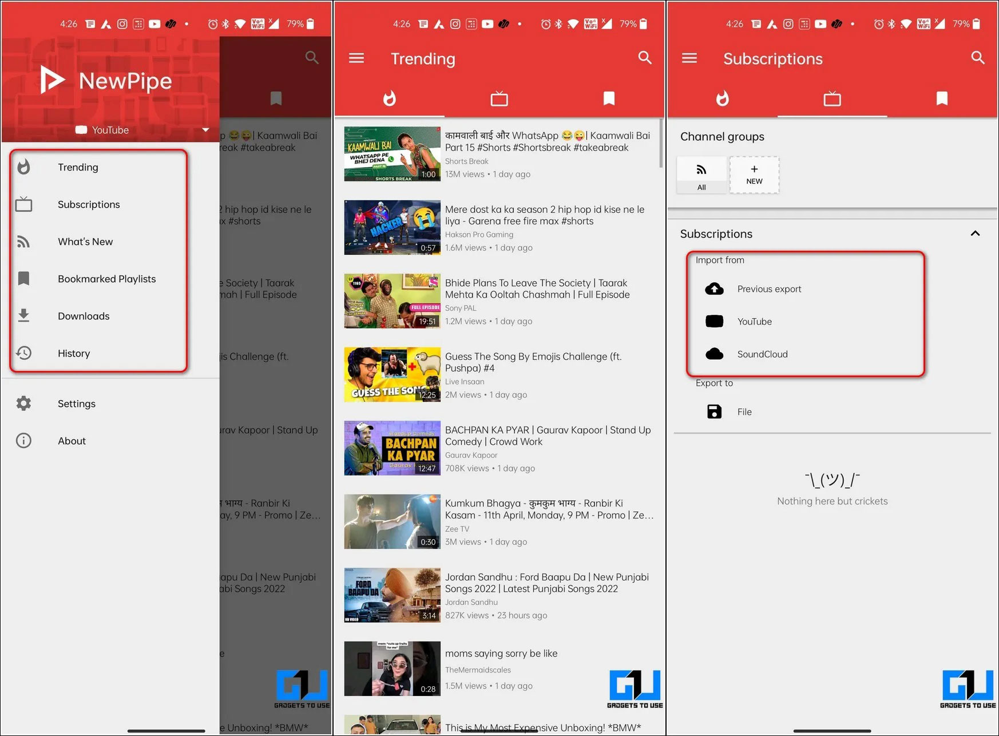 4:26
79%
NewPipe
YouTube
Trending
Subscriptions
What's New
Bookmarked Playlists
Downloads
History
Settings
About
p 😂😜| Kaamwali Bai
reak #takeabreak
2 hip hop id kise ne le
ax #shorts
e Society | Taarak
mah | Full Episode
jis Challenge (ft.
urav Kapoor | Stand Up
म भाग्य - Ranbir Ki
ay, 9 PM - Promo | Ze...
apu Da | New Punjabi
abi Songs 2022
e
e Unboxing! *BMW*
GADGETS TO USE
4:26
79%
Trending
कामवाली बाई और WhatsApp 😂😜| Kaamwali Bai
Part 15 #Shorts #Shortsbreak #takeabreak
Shorts Break
13M views • 1 day ago
KAAMWALI BAI
WHATSAPP PE
BHEJ DENA
SHORTS BREAK
1:00
Mere dost ka ka season 2 hip hop id kise ne le
liya - Garena free fire max #shorts
Hakson Pro Gaming
1.6M views • 1 day ago
HACKER
0:57
Bhide Plans To Leave The Society | Taarak
Mehta Ka Ooltah Chashmah | Full Episode
Sony PAL
1.2M views • 1 day ago
FULL EPISODE
19:51
Guess The Song By Emojis Challenge (ft.
Pushpa) #4
Live Insaan
2M views • 1 day ago
GUESS THE SONG
12:25
BACHPAN KA PYAR | Gaurav Kapoor | Stand Up
Comedy | Crowd Work
Gaurav Kapoor
708K views • 1 day ago
Standup Comedy
BACHPAN
KA PYAR
12:47
Kumkum Bhagya - कुमकुम भाग्य - Ranbir Ki
Kasam - 11th April, Monday, 9 PM - Promo | Ze...
Zee TV
3M views • 1 day ago
0:30
Jordan Sandhu : Ford Baapu Da | New Punjabi
Songs 2022 | Latest Punjabi Songs 2022
Jordan Sandhu
827K views • 23 hours ago
FORD
BAAPU DA
HD VIDEO
3:14
moms saying sorry be like
TheMermaidscales
1.5M views • 1 day ago
mom: *cuts up fruits
for me*
0:28
This is My Most Expensive Unboxing! *BMW*
GADGETS TO USE
4:26
79%
Subscriptions
Channel groups
All
+
NEW
Subscriptions
Import from
Previous export
YouTube
SoundCloud
Export to
File
¯\_(ツ)_/¯
Nothing here but crickets
GADGETS TO USE